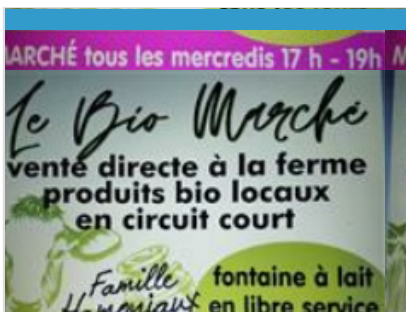 MARCHÉ tous les mercredis 17 h - 19h M
Le Bio Marché
vente directe à la ferme
produits bio locaux
en circuit court
Famille
fontaine à lait
en libre service